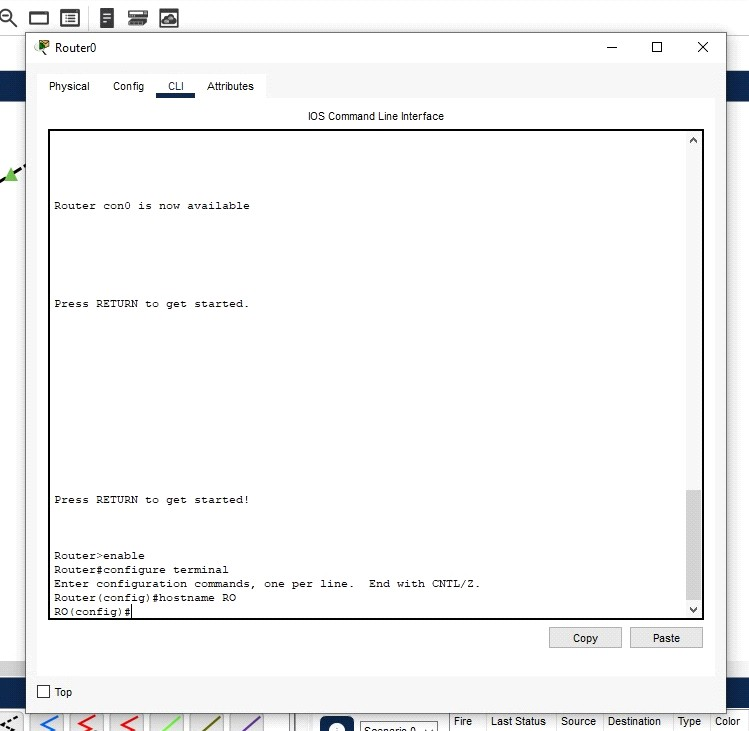 Router0
Physical Config CLI Attributes
IOS Command Line Interface
Router con0 is now available
Press RETURN to get started.
Press RETURN to get started!
Router>enable
Router#configure terminal
Enter configuration commands, one per line.  End with CNTL/Z.
Router(config)#hostname RO
RO(config)#
Copy Paste
Top
Scenario 0 Fire Last Status Source Destination Type Color